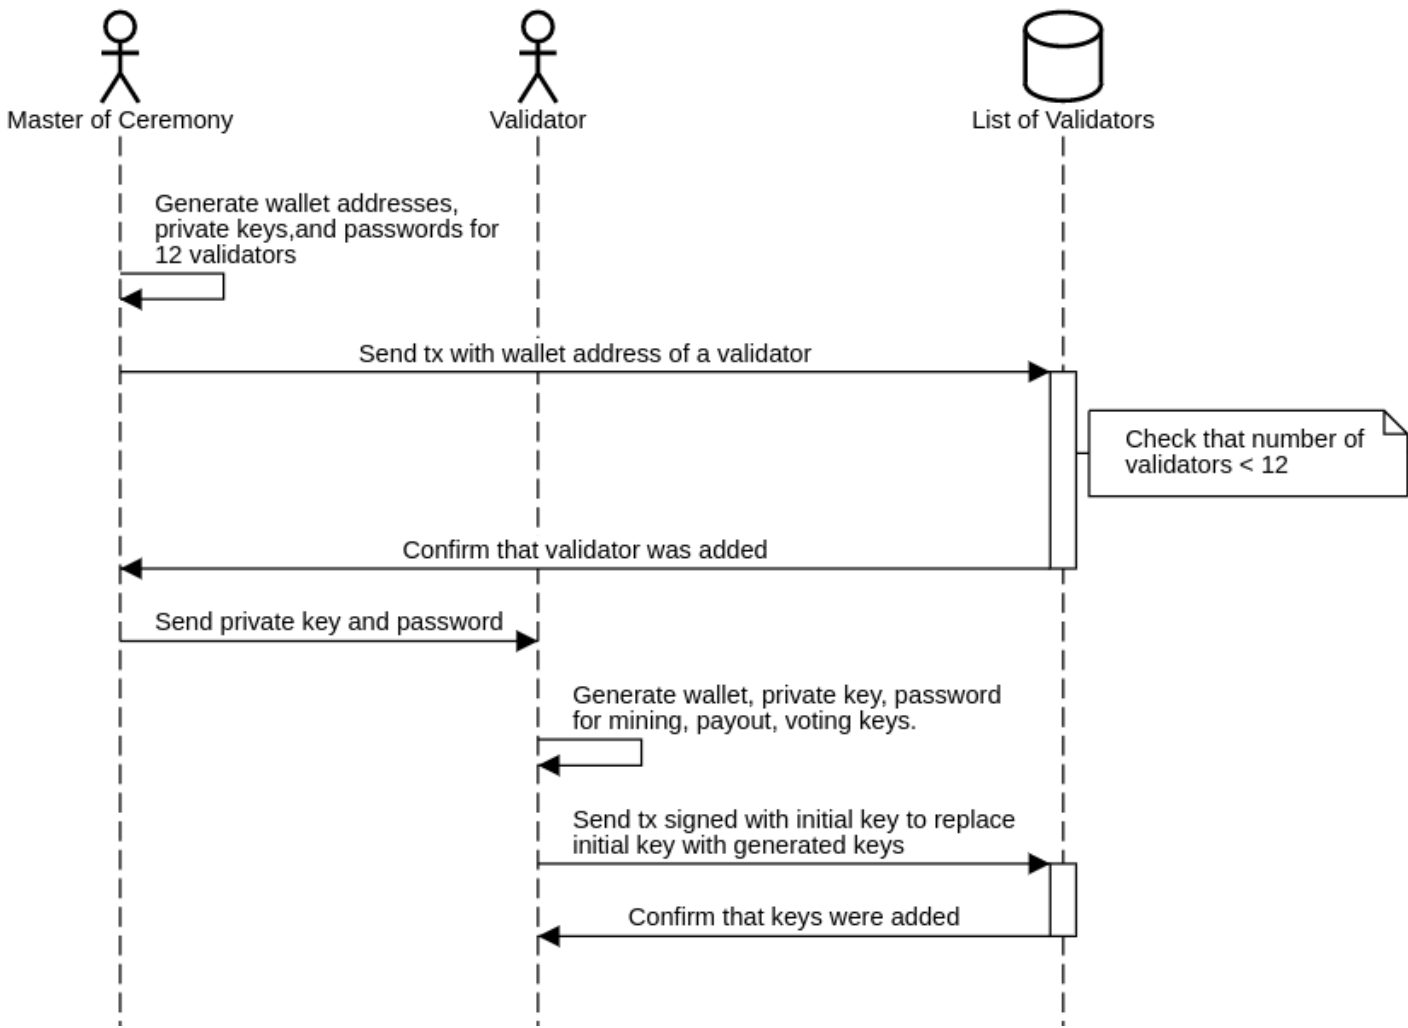 Master of Ceremony
Validator
List of Validators
Generate wallet addresses,
private keys,and passwords for
12 validators
Send tx with wallet address of a validator
Check that number of
validators < 12
Confirm that validator was added
Send private key and password
Generate wallet, private key, password
for mining, payout, voting keys.
Send tx signed with initial key to replace
initial key with generated keys
Confirm that keys were added